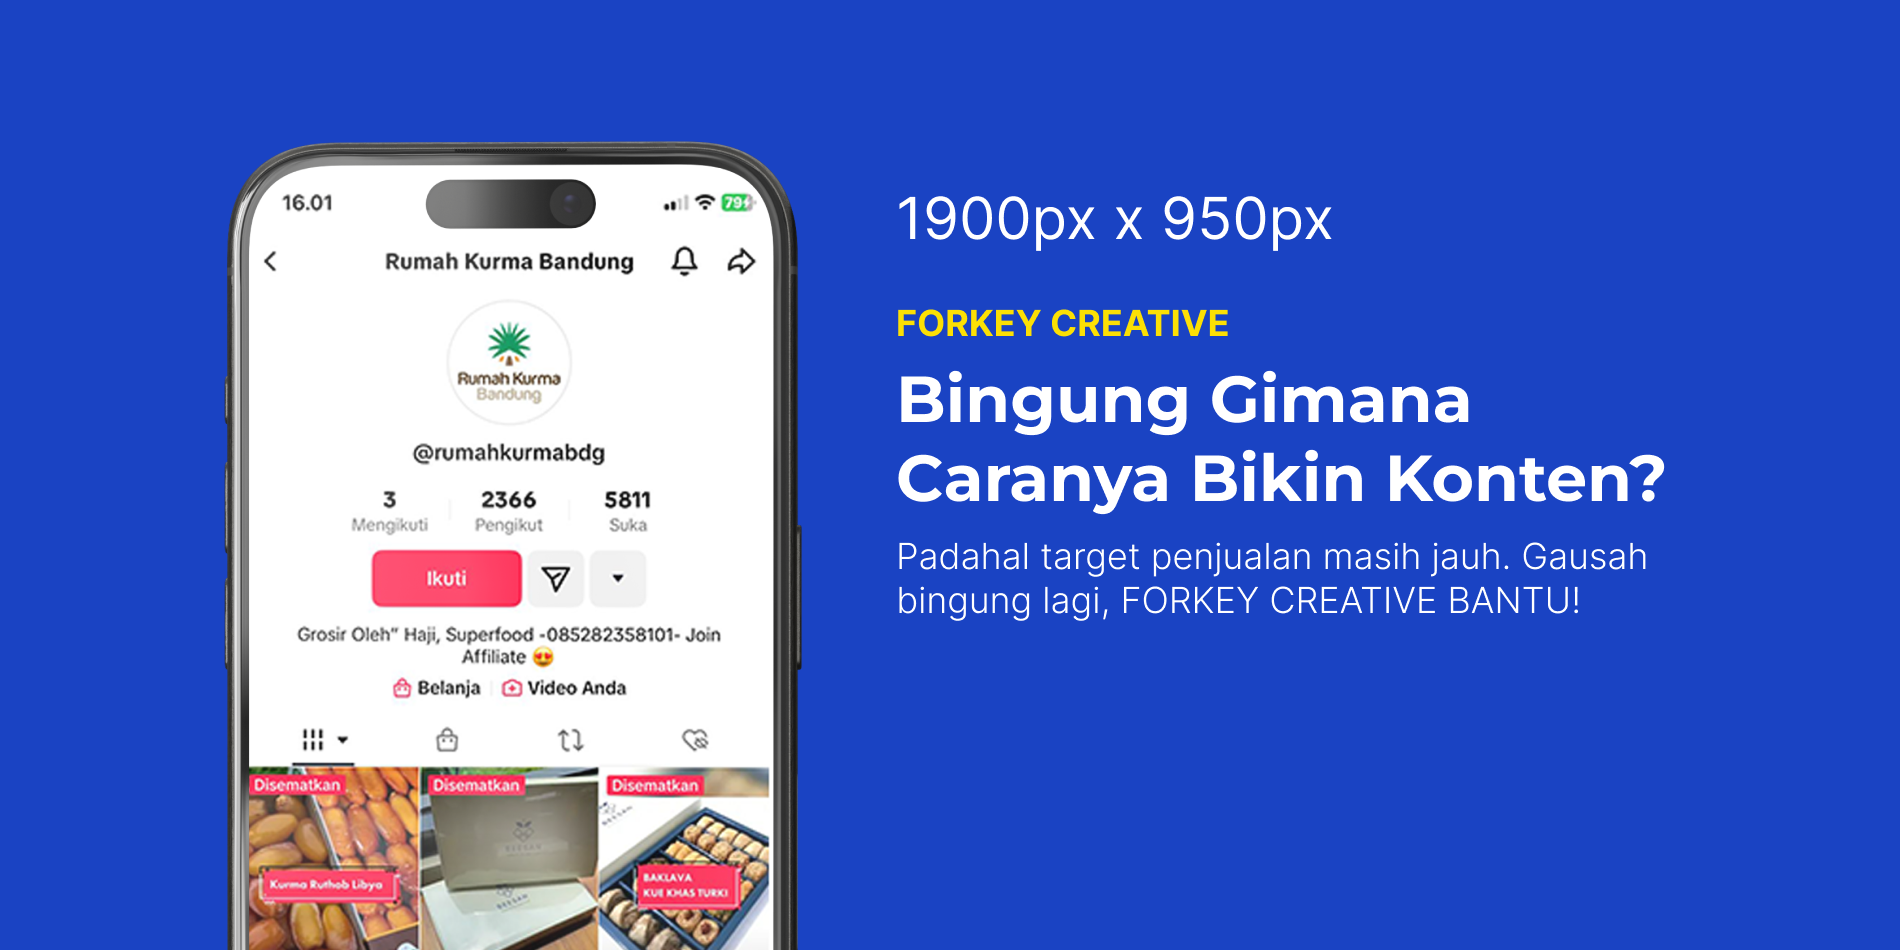 16.01
79
Rumah Kurma Bandung
Rumah Kurma
Bandung
@rumahkurmabdg
3
Mengikuti
2366
Pengikut
5811
Suka
Ikuti
Grosir Oleh" Haji, Superfood -085282358101- Join
Affiliate 😍
Belanja
Video Anda
Disematkan
Disematkan
Disematkan
Kurma Ruthob Libya
BAKLAVA
KUE KHAS TURKI
1900px x 950px
FORKEY CREATIVE
Bingung Gimana
Caranya Bikin Konten?
Padahal target penjualan masih jauh. Gausah
bingung lagi, FORKEY CREATIVE BANTU!